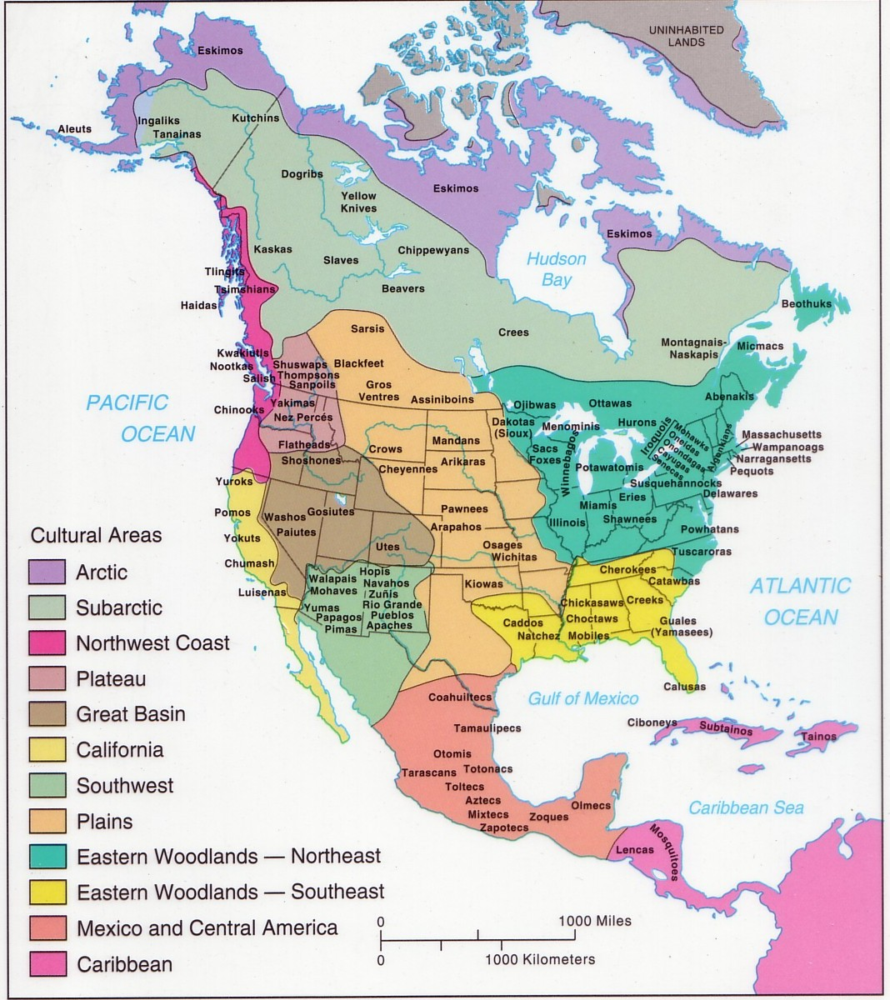 UNINHABITED
LANDS
Eskimos
Aleuts
Ingaliks
Tanainas
Kutchins
Dogribs
Yellow
Knives
Eskimos
Eskimos
Hudson
Bay
Kaskas
Slaves
Chippewyans
Beavers
Tlingits
Tsimshians
Haidas
Crees
Montagnais-
Naskapis
Beothuks
Micmacs
Abenakis
Sarsis
Blackfeet
Gros
Ventres
Assiniboins
Kwakiutls
Nootkas
Salish
Shuswaps
Thompsons
Sanpoils
Yakimas
Nez Percés
Flatheads
Chinooks
PACIFIC
OCEAN
Shoshones
Crows
Cheyennes
Mandans
Arikaras
Pawnees
Arapahos
Osages
Wichitas
Kiowas
Ojibwas
Ottawas
Dakotas
(Sioux)
Menominis
Hurons
Sacs
Foxes
Winnebagos
Potawatomis
Iroquois
Mohawks
Oneidas
Onondagas
Cayugas
Senecas
Algonkians
Massachusetts
Wampanoags
Narragansetts
Pequots
Susquehannocks
Delawares
Eries
Miamis
Illinois
Shawnees
Powhatans
Tuscaroras
Yuroks
Pomos
Yokuts
Chumash
Luisenas
Washos
Paiutes
Gosiutes
Utes
Walapais
Mohaves
Yumas
Papagos
Pimas
Hopis
Navahos
Zuñis
Rio Grande
Pueblos
Apaches
Cherokees
Catawbas
Chickasaws
Creeks
Choctaws
Caddos
Natchez
Mobiles
Guales
(Yamasees)
Calusas
ATLANTIC
OCEAN
Gulf of Mexico
Ciboneys
Subtainos
Tainos
Caribbean Sea
Coahuiltecs
Tamaulipecs
Otomis
Tarascans
Totonacs
Toltecs
Aztecs
Mixtecs
Zapotecs
Zoques
Olmecs
Lencas
Mosquitoes
Cultural Areas
Arctic
Subarctic
Northwest Coast
Plateau
Great Basin
California
Southwest
Plains
Eastern Woodlands — Northeast
Eastern Woodlands — Southeast
Mexico and Central America
Caribbean
0
1000 Miles
0
1000 Kilometers